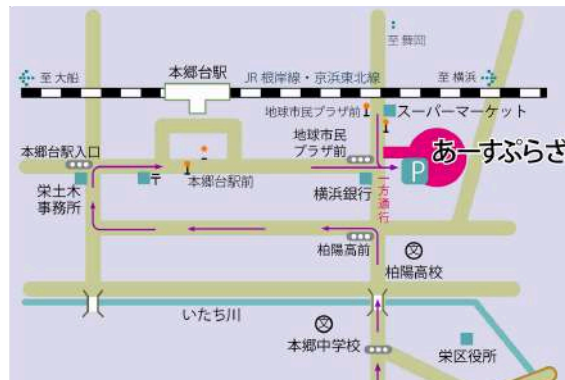 至 舞岡
至 大船
本郷台駅
JR 根岸線・京浜東北線
至 横浜
地球市民プラザ前
スーパーマーケット
地球市民
プラザ前
あーすぷらざ
本郷台駅入口
P
栄土木
事務所
〒
本郷台駅前
横浜銀行
一方通行
柏陽高前
文
柏陽高校
いたち川
文
本郷中学校
栄区役所